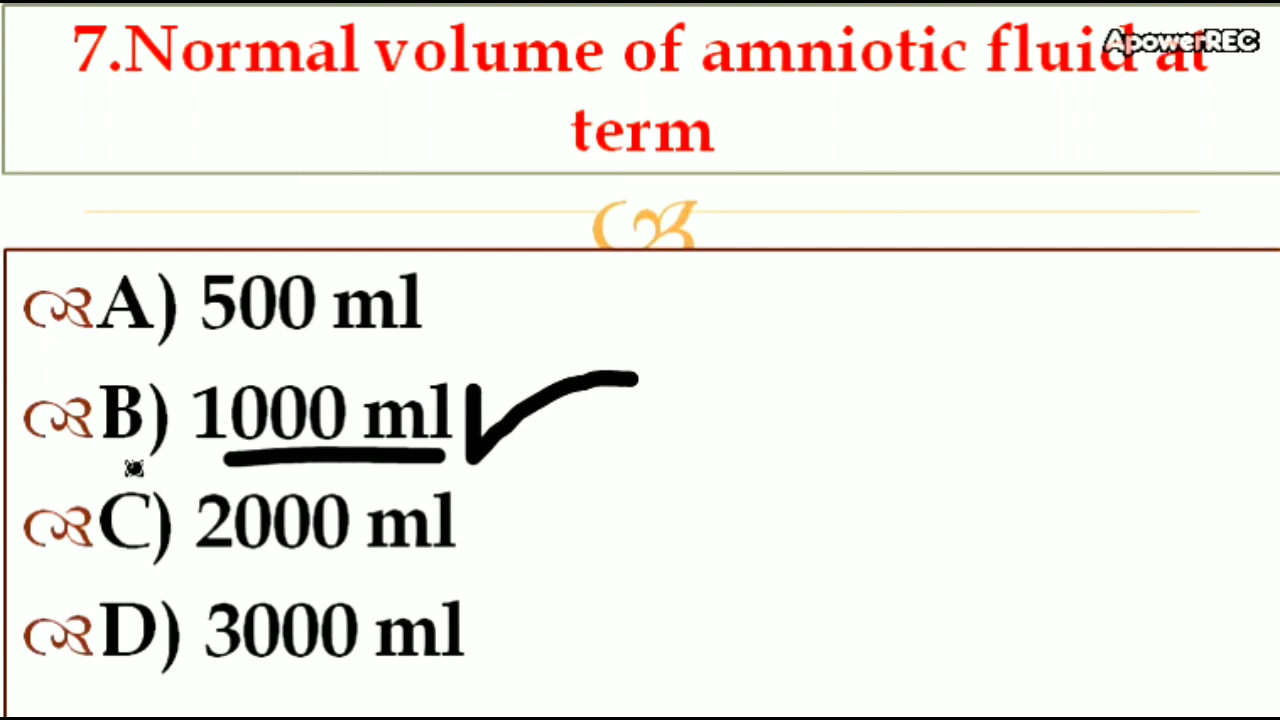 7.Normal volume of amniotic fluid at
term
ApowerREC
A) 500 ml
B) 1000 ml
C) 2000 ml
D) 3000 ml